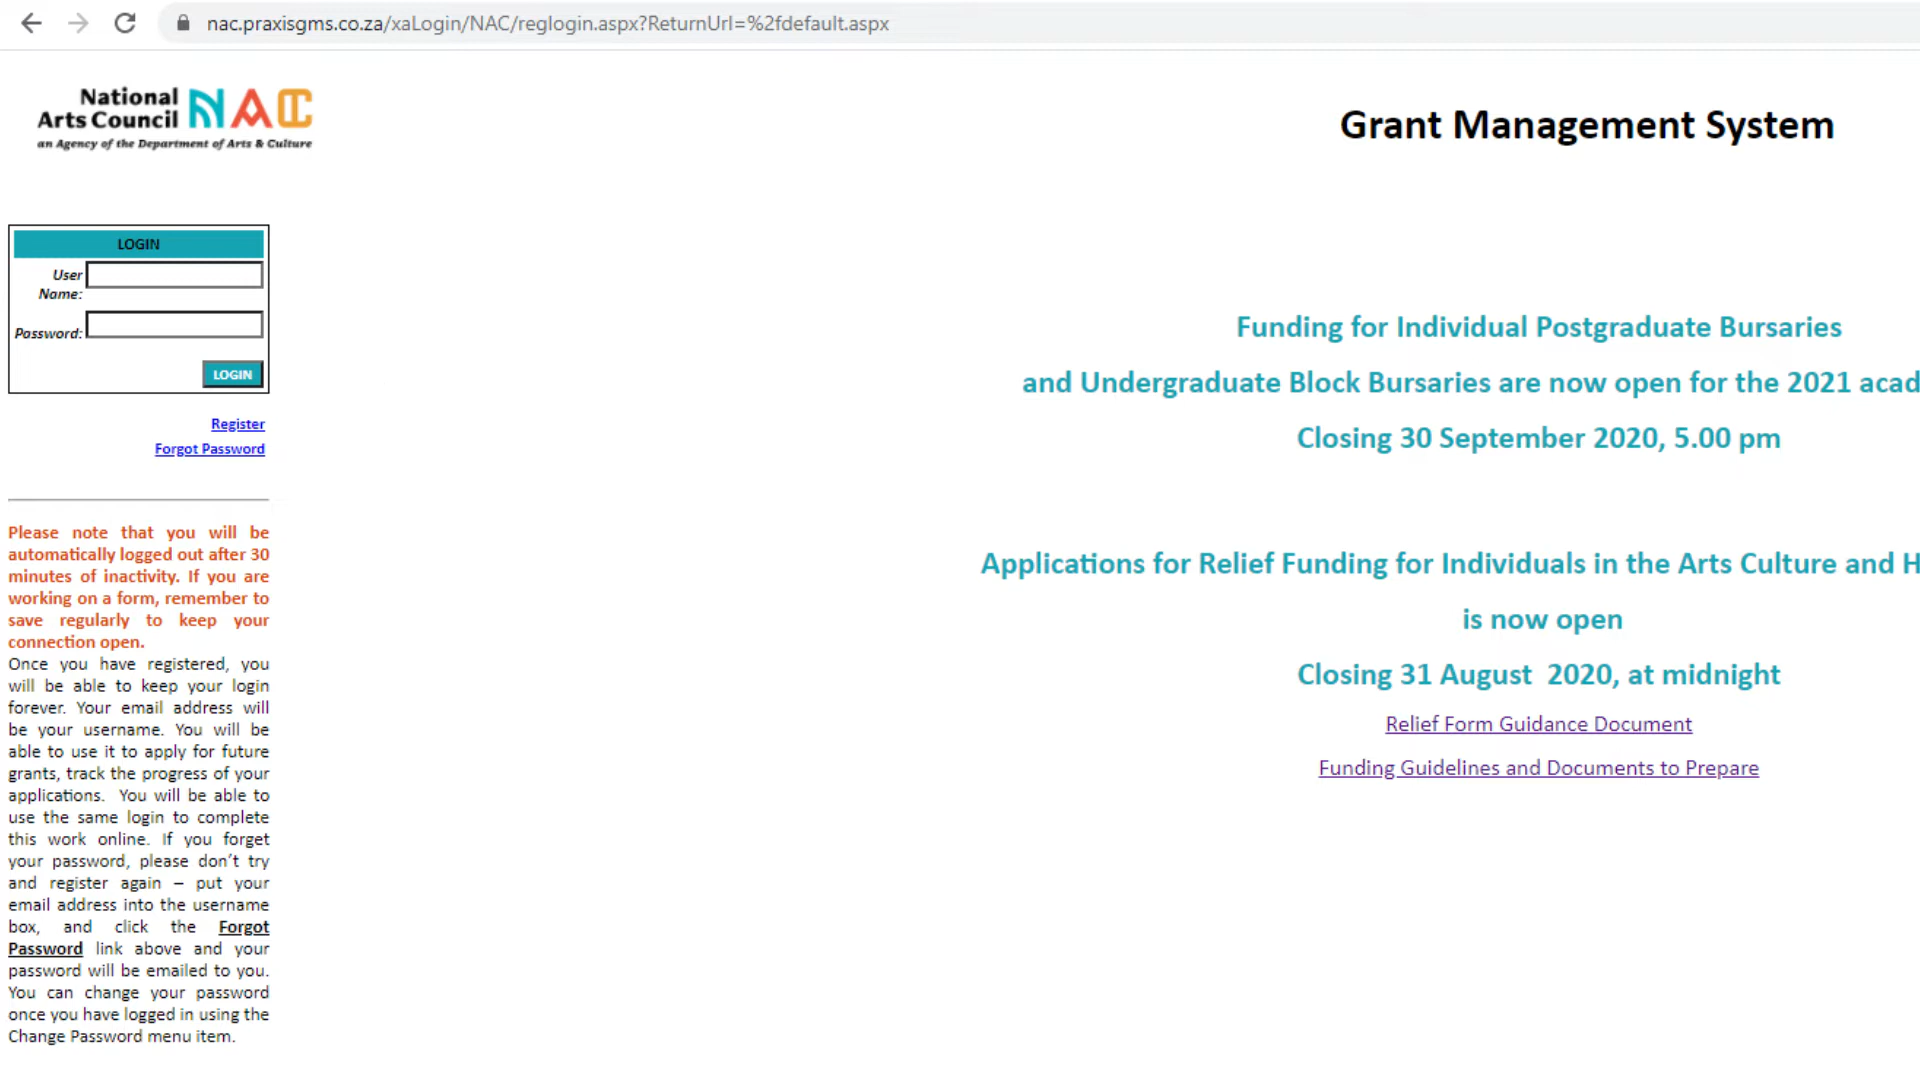 nac.praxisgms.co.za/xaLogin/NAC/reglogin.aspx?ReturnUrl=%2fdefault.aspx
National
Arts Council NAC
an Agency of the Department of Arts & Culture
Grant Management System
LOGIN
User
Name:
Password:
LOGIN
Register
Forgot Password
Please note that you will be
automatically logged out after 30
minutes of inactivity. If you are
working on a form, remember to
save regularly to keep your
connection open.
Once you have registered, you
will be able to keep your login
forever. Your email address will
be your username. You will be
able to use it to apply for future
grants, track the progress of your
applications. You will be able to
use the same login to complete
this work online. If you forget
your password, please don't try
and register again – put your
email address into the username
box, and click the Forgot
Password link above and your
password will be emailed to you.
You can change your password
once you have logged in using the
Change Password menu item.
Funding for Individual Postgraduate Bursaries
and Undergraduate Block Bursaries are now open for the 2021 acad
Closing 30 September 2020, 5.00 pm
Applications for Relief Funding for Individuals in the Arts Culture and H
is now open
Closing 31 August 2020, at midnight
Relief Form Guidance Document
Funding Guidelines and Documents to Prepare